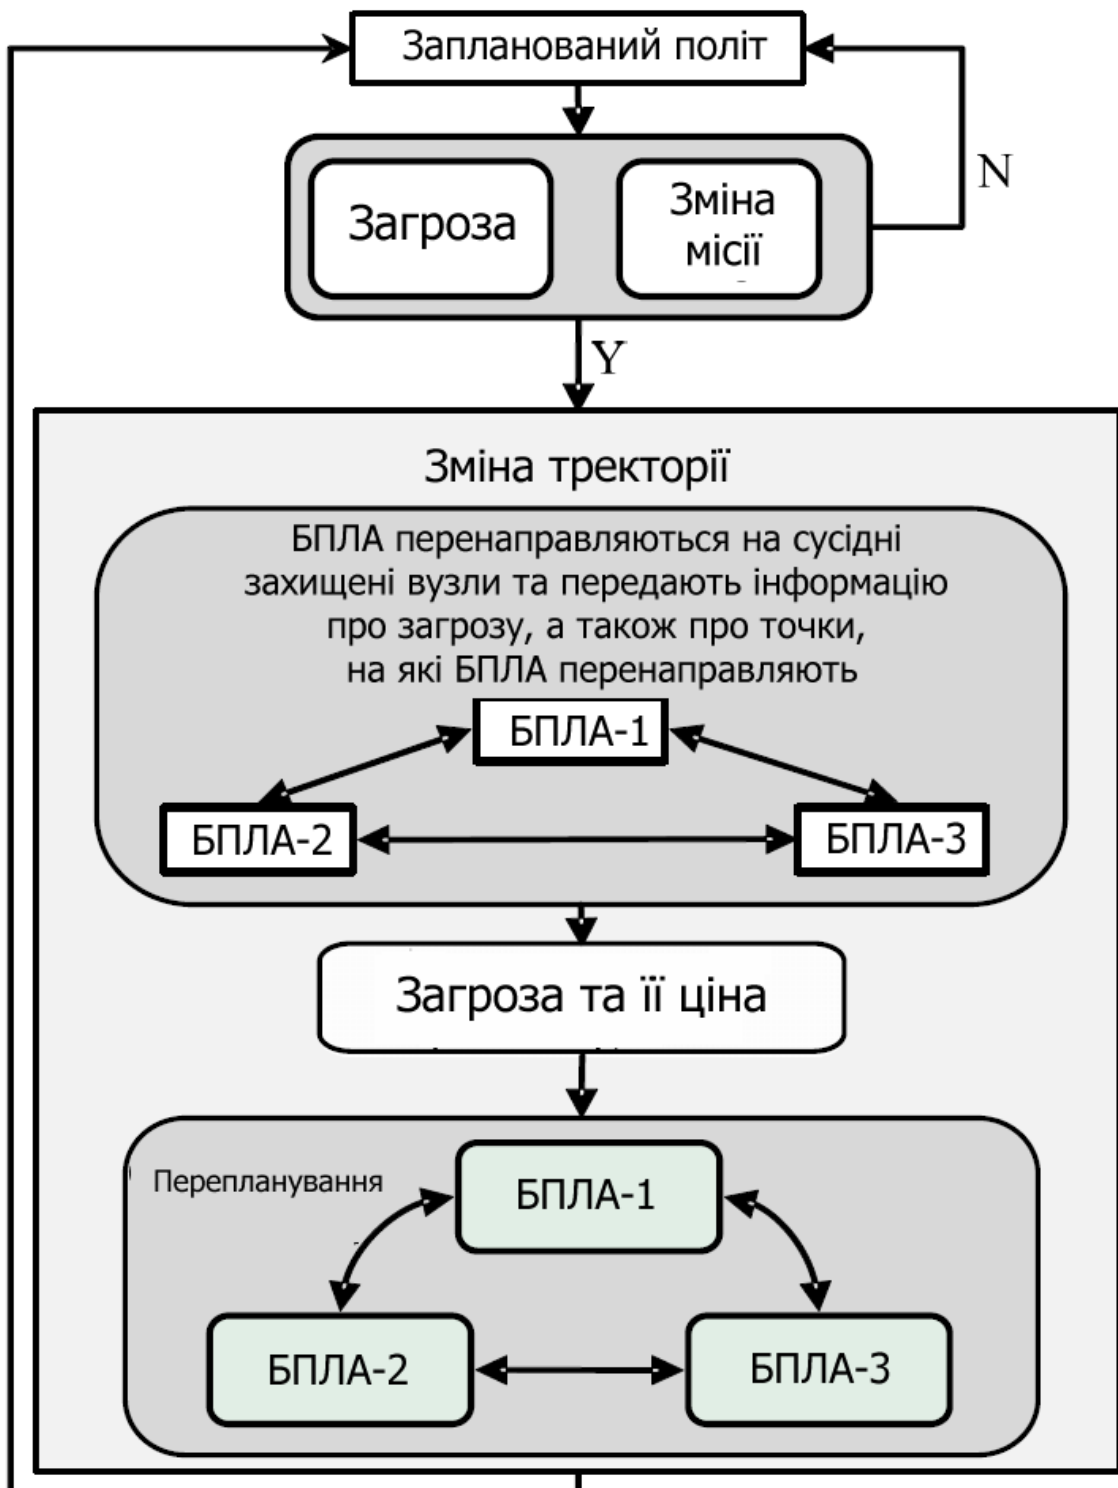 Запланований політ
Загроза
Зміна
місії
N
Y
Зміна тректорії
БПЛА перенаправляються на сусідні
захищені вузли та передають інформацію
про загрозу, а також про точки,
на які БПЛА перенаправляють
БПЛА-1
БПЛА-2
БПЛА-3
Загроза та її ціна
Перепланування
БПЛА-1
БПЛА-2
БПЛА-3